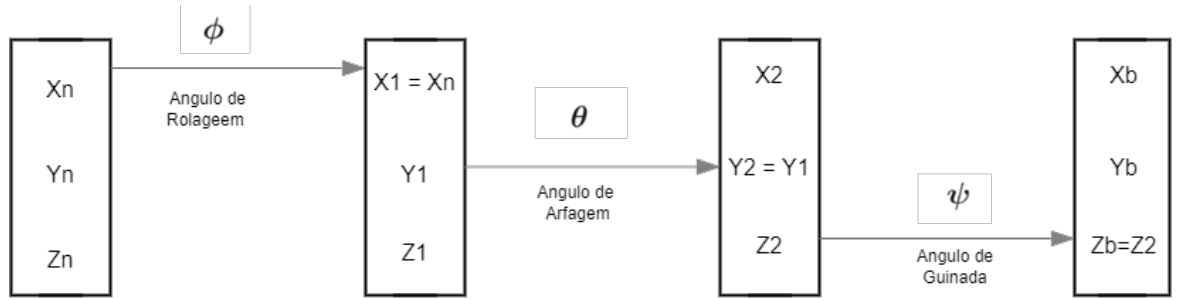 Xn
Yn
Zn
ϕ
Angulo de
Rolageem
X1 = Xn
Y1
Z1
θ
Angulo de
Arfagem
X2
Y2 = Y1
Z2
ψ
Angulo de
Guinada
Xb
Yb
Zb=Z2